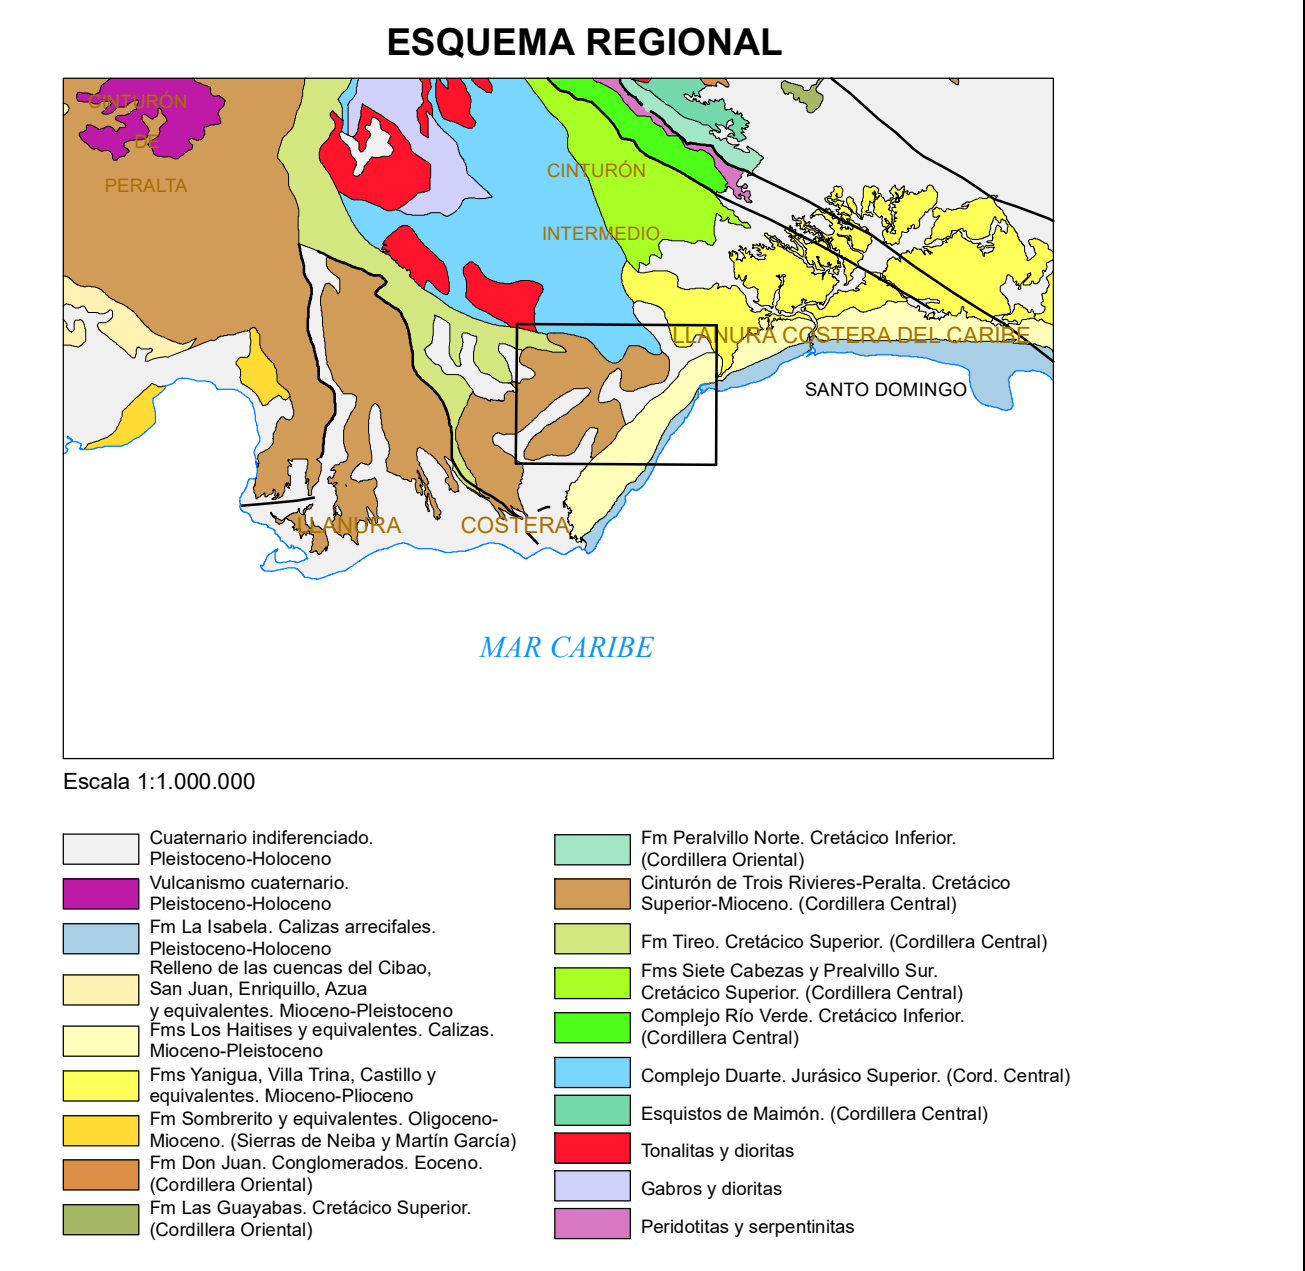 ESQUEMA REGIONAL
CINTURÓN
DE
PERALTA
CINTURÓN
INTERMEDIO
LLANURA COSTERA DEL CARIBE
SANTO DOMINGO
LLANURA COSTERA
MAR CARIBE
Escala 1:1.000.000
Cuaternario indiferenciado.
Pleistoceno-Holoceno
Vulcanismo cuaternario.
Pleistoceno-Holoceno
Fm La Isabela. Calizas arrecifales.
Pleistoceno-Holoceno
Relleno de las cuencas del Cibao,
San Juan, Enriquillo, Azua
y equivalentes. Mioceno-Pleistoceno
Fms Los Haitises y equivalentes. Calizas.
Mioceno-Pleistoceno
Fms Yanigua, Villa Trina, Castillo y
equivalentes. Mioceno-Plioceno
Fm Sombrerito y equivalentes. Oligoceno-
Mioceno. (Sierras de Neiba y Martín García)
Fm Don Juan. Conglomerados. Eoceno.
(Cordillera Oriental)
Fm Las Guayabas. Cretácico Superior.
(Cordillera Oriental)
Fm Peralvillo Norte. Cretácico Inferior.
(Cordillera Oriental)
Cinturón de Trois Rivieres-Peralta. Cretácico
Superior-Mioceno. (Cordillera Central)
Fm Tireo. Cretácico Superior. (Cordillera Central)
Fms Siete Cabezas y Prealvillo Sur.
Cretácico Superior. (Cordillera Central)
Complejo Río Verde. Cretácico Inferior.
(Cordillera Central)
Complejo Duarte. Jurásico Superior. (Cord. Central)
Esquistos de Maimón. (Cordillera Central)
Tonalitas y dioritas
Gabros y dioritas
Peridotitas y serpentinitas